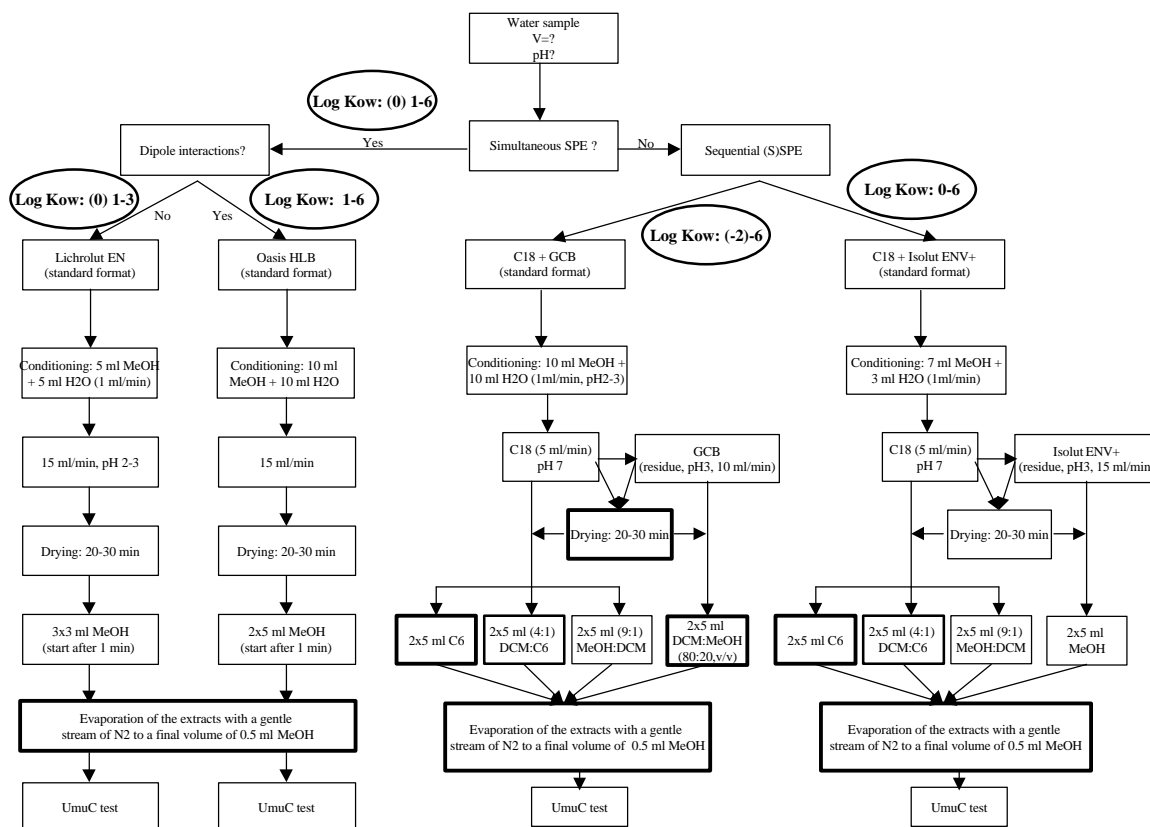 Water sample
V=?
pH?
Log Kow: (0) 1-6
Dipole interactions?
Yes
Simultaneous SPE ?
No
Sequential (S)SPE
Log Kow: (0) 1-3
Log Kow: 1-6
Log Kow: 0-6
No
Yes
Log Kow: (-2)-6
Lichrolut EN
(standard format)
Oasis HLB
(standard format)
C18 + GCB
(standard format)
C18 + Isolut ENV+
(standard format)
Conditioning: 5 ml MeOH
+ 5 ml H2O (1 ml/min)
Conditioning: 10 ml
MeOH + 10 ml H2O
Conditioning: 10 ml MeOH +
10 ml H2O (1ml/min, pH2-3)
Conditioning: 7 ml MeOH +
3 ml H2O (1ml/min)
15 ml/min, pH 2-3
15 ml/min
C18 (5 ml/min)
pH 7
GCB
(residue, pH3, 10 ml/min)
C18 (5 ml/min)
pH 7
Isolut ENV+
(residue, pH3, 15 ml/min)
Drying: 20-30 min
Drying: 20-30 min
Drying: 20-30 min
Drying: 20-30 min
3x3 ml MeOH
(start after 1 min)
2x5 ml MeOH
(start after 1 min)
2x5 ml C6
2x5 ml (4:1)
DCM:C6
2x5 ml (9:1)
MeOH:DCM
2x5 ml
DCM:MeOH
(80:20,v/v)
2x5 ml C6
2x5 ml (4:1)
DCM:C6
2x5 ml (9:1)
MeOH:DCM
2x5 ml
MeOH
Evaporation of the extracts with a gentle
stream of N2 to a final volume of 0.5 ml MeOH
Evaporation of the extracts with a gentle
stream of N2 to a final volume of 0.5 ml MeOH
Evaporation of the extracts with a gentle
stream of N2 to a final volume of 0.5 ml MeOH
UmuC test
UmuC test
UmuC test
UmuC test